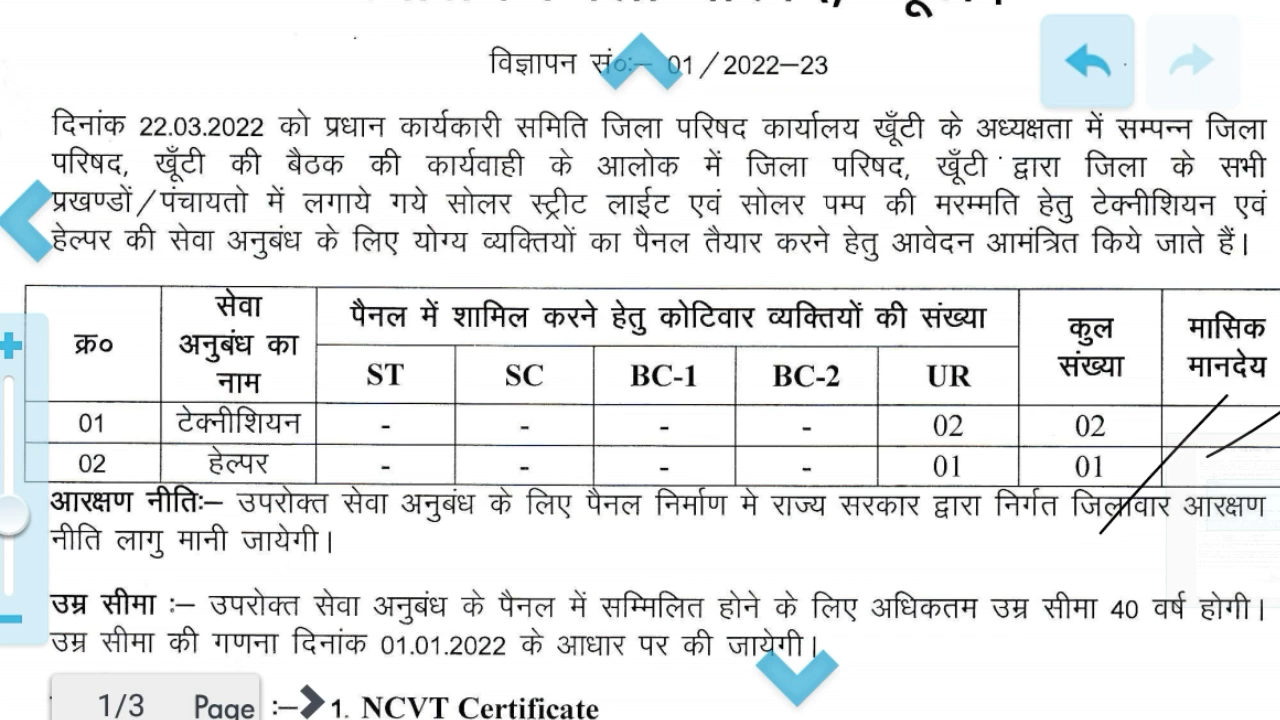 विज्ञापन सं०:– 01/2022–23
दिनांक 22.03.2022 को प्रधान कार्यकारी समिति जिला परिषद कार्यालय खूँटी के अध्यक्षता में सम्पन्न जिला
परिषद, खूँटी की बैठक की कार्यवाही के आलोक में जिला परिषद, खूँटी द्वारा जिला के सभी
प्रखण्डों/पंचायतो में लगाये गये सोलर स्ट्रीट लाईट एवं सोलर पम्प की मरम्मति हेतु टेक्नीशियन एवं
हेल्पर की सेवा अनुबंध के लिए योग्य व्यक्तियों का पैनल तैयार करने हेतु आवेदन आमंत्रित किये जाते हैं।
क्र० सेवा अनुबंध का नाम पैनल में शामिल करने हेतु कोटिवार व्यक्तियों की संख्या कुल संख्या मासिक मानदेय
ST SC BC-1 BC-2 UR
01 टेक्नीशियन - - - - 02 02
02 हेल्पर - - - - 01 01
आरक्षण नीतिः– उपरोक्त सेवा अनुबंध के लिए पैनल निर्माण मे राज्य सरकार द्वारा निर्गत जिलावार आरक्षण
नीति लागु मानी जायेगी।
उम्र सीमा :– उपरोक्त सेवा अनुबंध के पैनल में सम्मिलित होने के लिए अधिकतम उम्र सीमा 40 वर्ष होगी।
उम्र सीमा की गणना दिनांक 01.01.2022 के आधार पर की जायेगी।
1/3 Page :– 1. NCVT Certificate